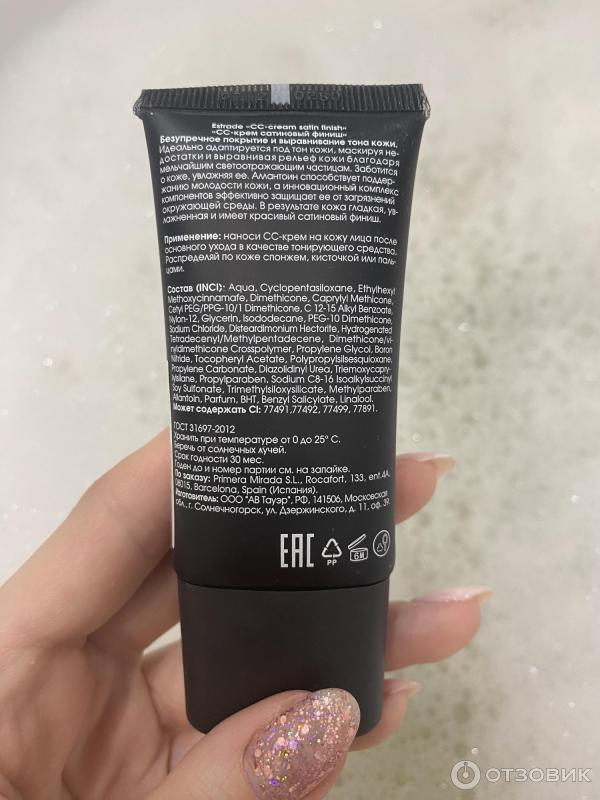 Estrade «CC-cream satin finish»
«CC-крем сатиновый финиш»
Безупречное покрытие и выравнивание тона кожи.
Идеально адаптируется под тон кожи, маскируя не-
достатки и выравнивая рельеф кожи благодаря
мельчайшим светоотражающим частицам. Заботится
о коже, увлажняя ее. Аллантоин способствует поддер-
жанию молодости кожи, а инновационный комплекс
компонентов эффективно защищает ее от загрязнений
окружающей среды. В результате кожа гладкая, ув-
лажненная и имеет красивый сатиновый финиш.
Применение: наноси CC-крем на кожу лица после
основного ухода в качестве тонирующего средства.
Распределяй по коже спонжем, кисточкой или паль-
цами.
Состав (INCI): Aqua, Cyclopentasiloxane, Ethylhexyl
Methoxycinnamate, Dimethicone, Caprylyl Methicone,
Cetyl PEG/PPG-10/1 Dimethicone, C 12-15 Alkyl Benzoate,
Nylon-12, Glycerin, Isododecane, PEG-10 Dimethicone,
Sodium Chloride, Disteardimonium Hectorite, Hydrogenated
Tetradecenyl/Methylpentadecene, Dimethicone/vi-
nyldimethicone Crosspolymer, Propylene Glycol, Boron
Nitride, Tocopheryl Acetate, Polypropylsilsesquioxane,
Propylene Carbonate, Diazolidinyl Urea, Triemoxycapry-
lylsilane, Propylparaben, Sodium C8-16 Isoalkylsuccinyl
Soy Sulfonate, Trimethylsiloxysilicate, Methylparaben,
Allantoin, Parfum, BHT, Benzyl Salicylate, Linalool.
Может содержать CI: 77491,77492, 77499, 77891.
ГОСТ 31697-2012
Хранить при температуре от 0 до 25° С.
Беречь от солнечных лучей.
Срок годности 30 мес.
Годен до и номер партии см. на запайке.
По заказу: Primera Mirada S.L., Rocafort, 133, ent.4A,
08015, Barcelona, Spain (Испания).
Изготовитель: ООО "АВ Тауэр", РФ, 141506, Московская
обл., г. Солнечногорск, ул. Дзержинского, д. 11, оф. 39.
EAC
PP
6M
ОТЗОВИК